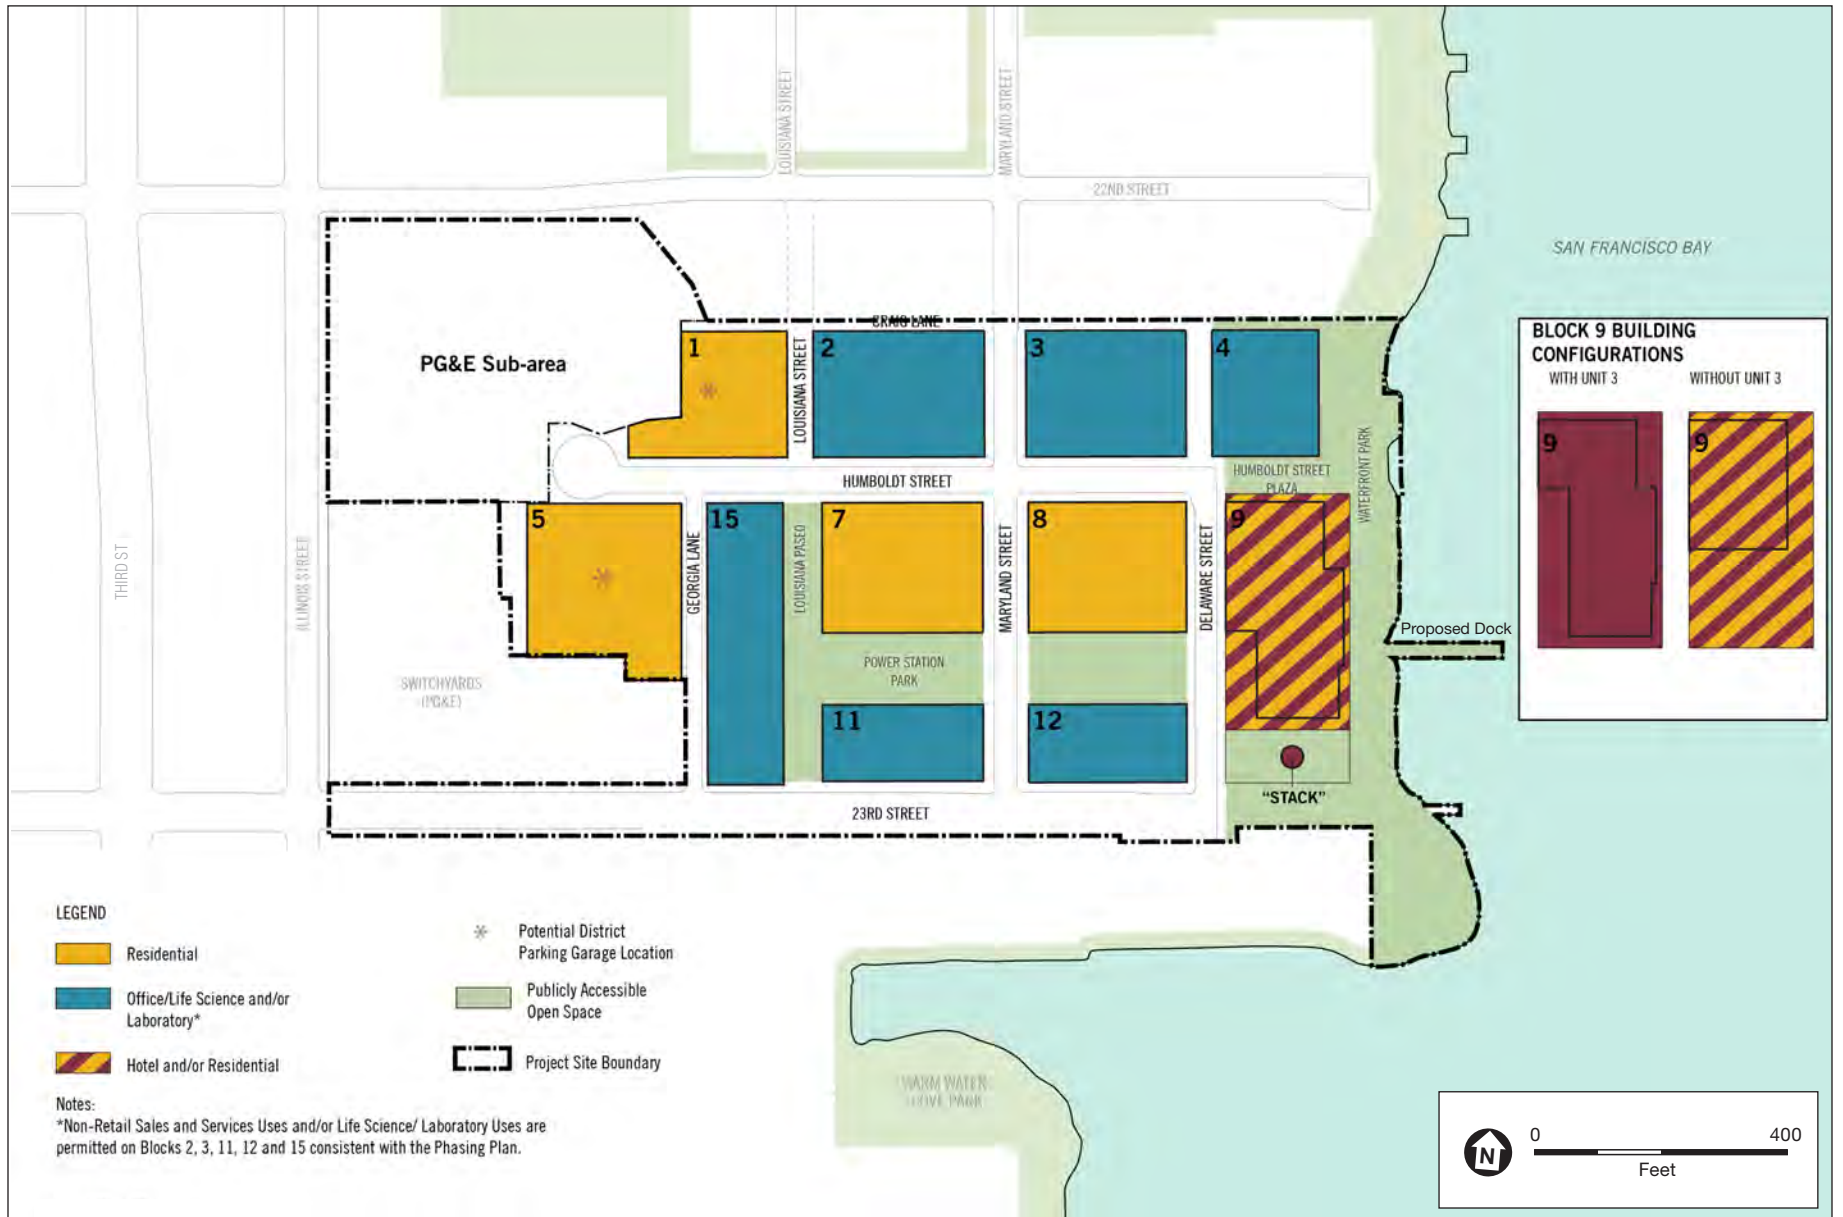 LOUISIANA STREET
MARYLAND STREET
22ND STREET
SAN FRANCISCO BAY
CRAIG LANE
PG&E Sub-area
1
LOUISIANA STREET
2
3
4
BLOCK 9 BUILDING
CONFIGURATIONS
WITH UNIT 3
WITHOUT UNIT 3
9
9
HUMBOLDT STREET
HUMBOLDT STREET
PLAZA
WATERFRONT PARK
THIRD ST
ILLINOIS STREET
5
GEORGIA LANE
15
LOUISIANA PASEO
7
MARYLAND STREET
8
DELAWARE STREET
9
Proposed Dock
SWITCHYARDS
(PG&E)
POWER STATION
PARK
11
12
"STACK"
23RD STREET
LEGEND
Residential
Office/Life Science and/or
Laboratory*
Hotel and/or Residential
Potential District
Parking Garage Location
Publicly Accessible
Open Space
Project Site Boundary
Notes:
*Non-Retail Sales and Services Uses and/or Life Science/ Laboratory Uses are
permitted on Blocks 2, 3, 11, 12 and 15 consistent with the Phasing Plan.
WARM WATER
COVE PARK
N
0
400
Feet